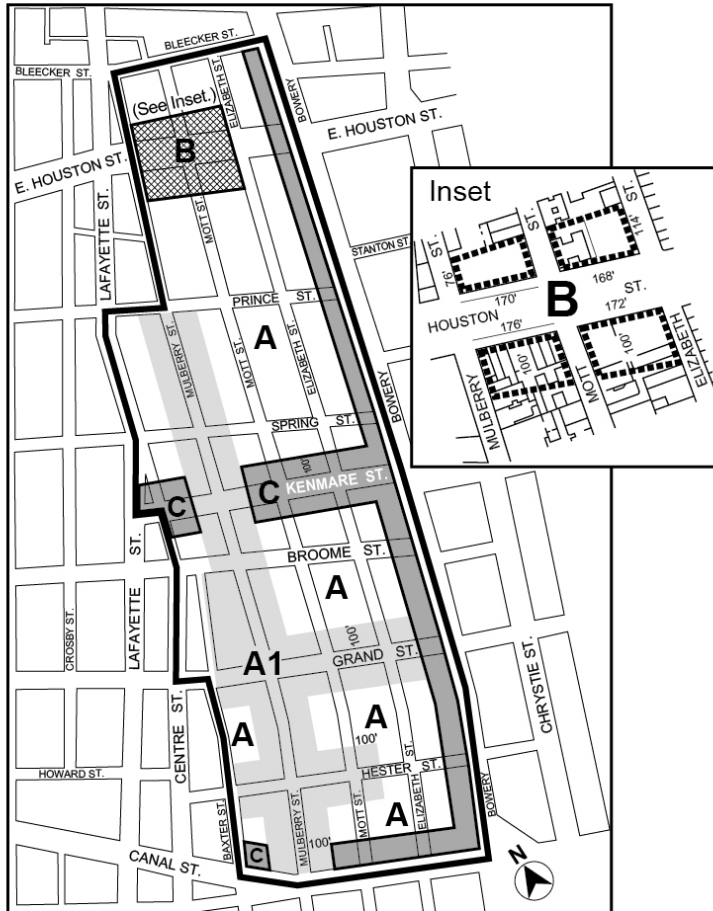 BLEECKER ST.
BLEECKER ST.
ELIZABETH ST.
BOWERY
(See Inset.)
B
E. HOUSTON ST.
E. HOUSTON ST.
LAFAYETTE ST.
MOTT ST.
STANTON ST.
PRINCE ST.
A
MULBERRY ST.
MOTT ST.
ELIZABETH ST.
BOWERY
SPRING ST.
100'
C
C
KENMARE ST.
BROOME ST.
CROSBY ST.
LAFAYETTE ST.
A
100'
GRAND ST.
A1
CENTRE ST.
A
A
CHRYSTIE ST.
100'
HOWARD ST.
HESTER ST.
BAXTER ST.
MULBERRY ST.
MOTT ST.
ELIZABETH
A
BOWERY
100'
C
CANAL ST.
N
Inset
76'
ST.
ST.
114'
ST.
170'
168'
B
HOUSTON ST.
176'
172'
100'
100'
MULBERRY
MOTT
ELIZABETH